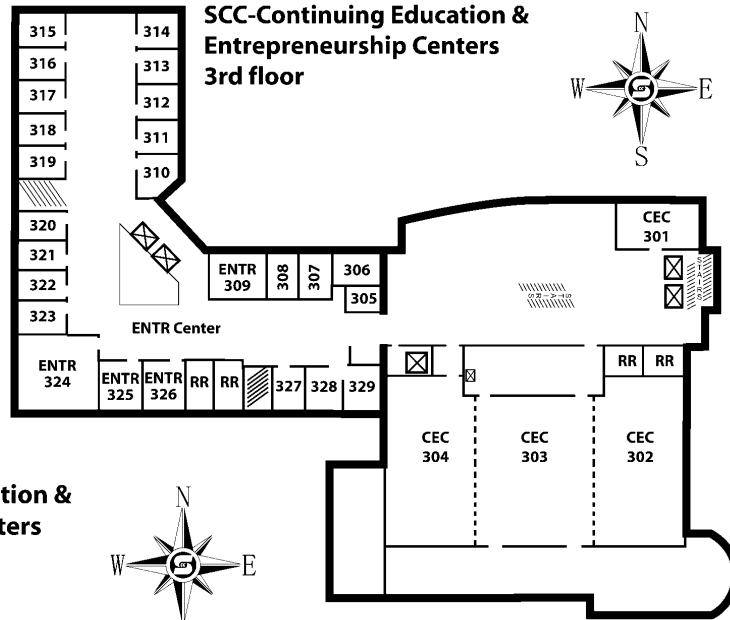 SCC-Continuing Education &
Entrepreneurship Centers
3rd floor
N
W E
S
315
316
317
318
319
320
321
322
323
314
313
312
311
310
ENTR
309
308
307
306
305
ENTR Center
ENTR
324
ENTR
325
ENTR
326
RR
RR
327
328
329
CEC
301
STAIRS
STAIRS
RR
RR
CEC
304
CEC
303
CEC
302
tion &
ters
N
W E